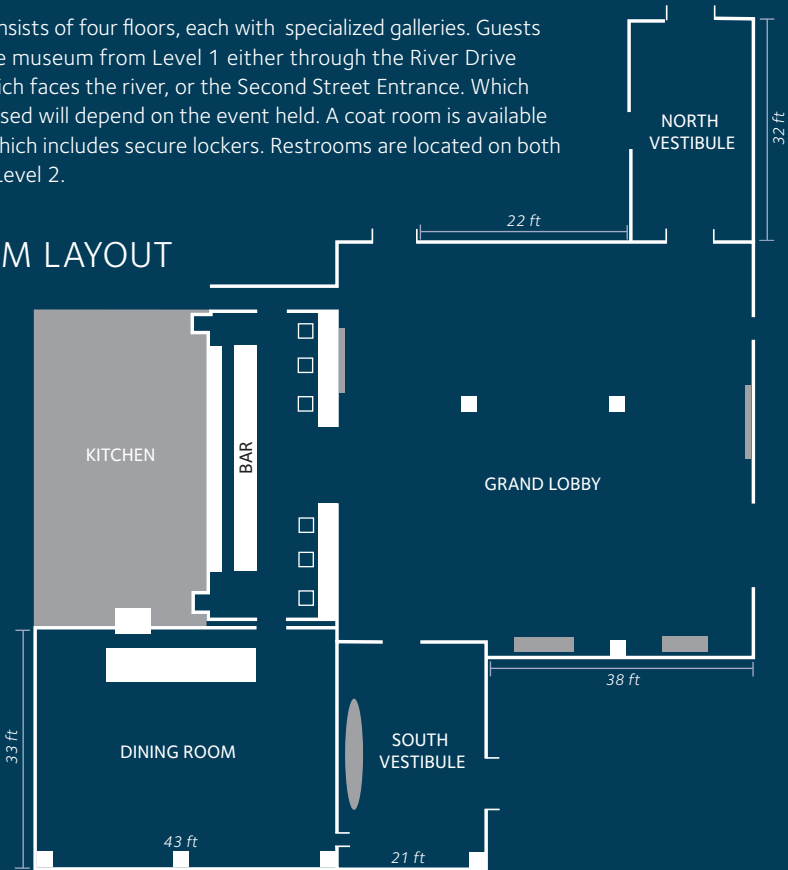 nsists of four floors, each with specialized galleries. Guests
e museum from Level 1 either through the River Drive
ich faces the river, or the Second Street Entrance. Which
sed will depend on the event held. A coat room is available
hich includes secure lockers. Restrooms are located on both
Level 2.
M LAYOUT
NORTH
VESTIBULE
32 ft
22 ft
KITCHEN
BAR
GRAND LOBBY
38 ft
33 ft
DINING ROOM
SOUTH
VESTIBULE
43 ft
21 ft